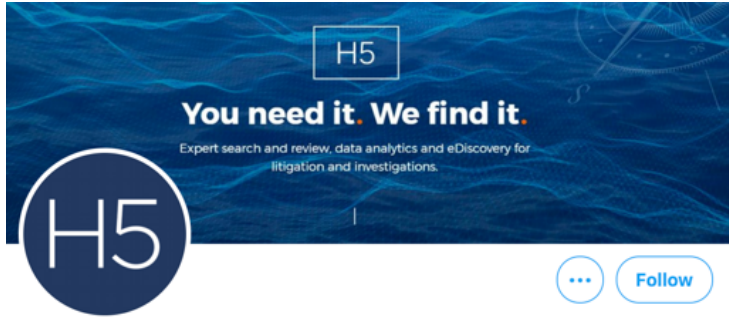 H5
You need it. We find it.
Expert search and review, data analytics and eDiscovery for
litigation and investigations.
H5
Follow